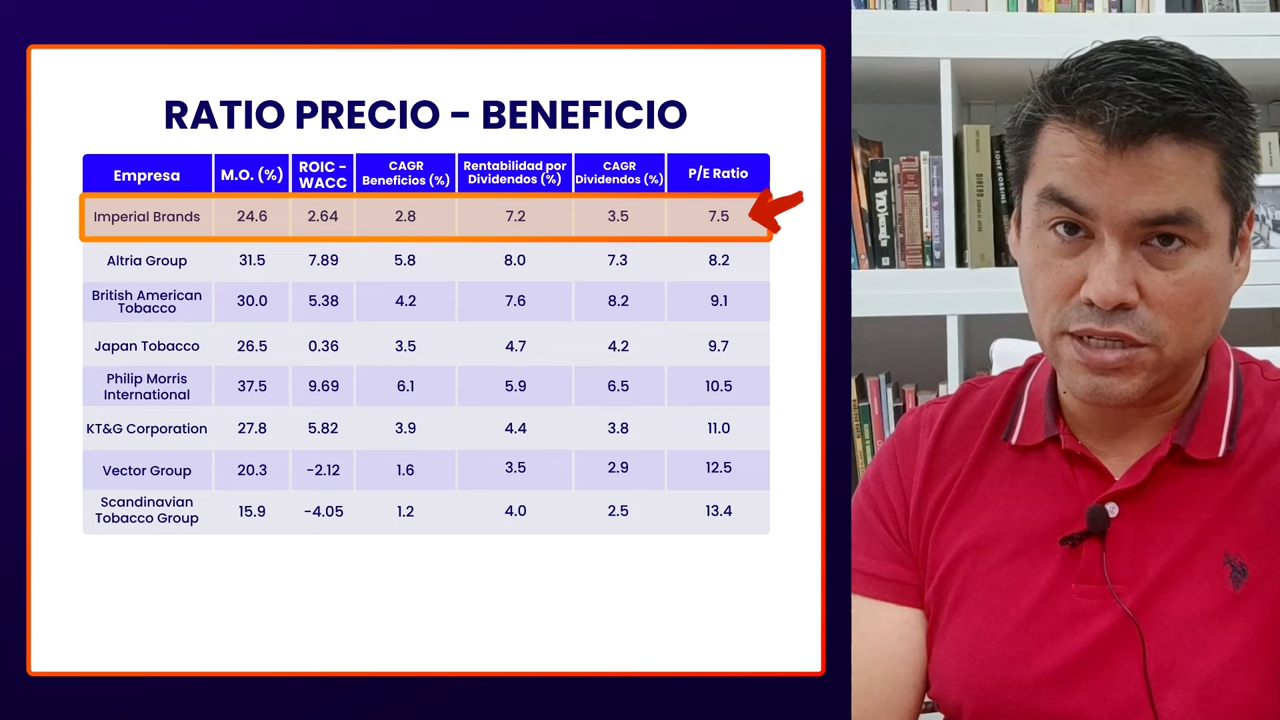 RATIO PRECIO - BENEFICIO
Empresa M.O. (%) ROIC - WACC CAGR Beneficios (%) Rentabilidad por Dividendos (%) CAGR Dividendos (%) P/E Ratio
Imperial Brands 24.6 2.64 2.8 7.2 3.5 7.5
Altria Group 31.5 7.89 5.8 8.0 7.3 8.2
British American Tobacco 30.0 5.38 4.2 7.6 8.2 9.1
Japan Tobacco 26.5 0.36 3.5 4.7 4.2 9.7
Philip Morris International 37.5 9.69 6.1 5.9 6.5 10.5
KT&G Corporation 27.8 5.82 3.9 4.4 3.8 11.0
Vector Group 20.3 -2.12 1.6 3.5 2.9 12.5
Scandinavian Tobacco Group 15.9 -4.05 1.2 4.0 2.5 13.4
DINERO